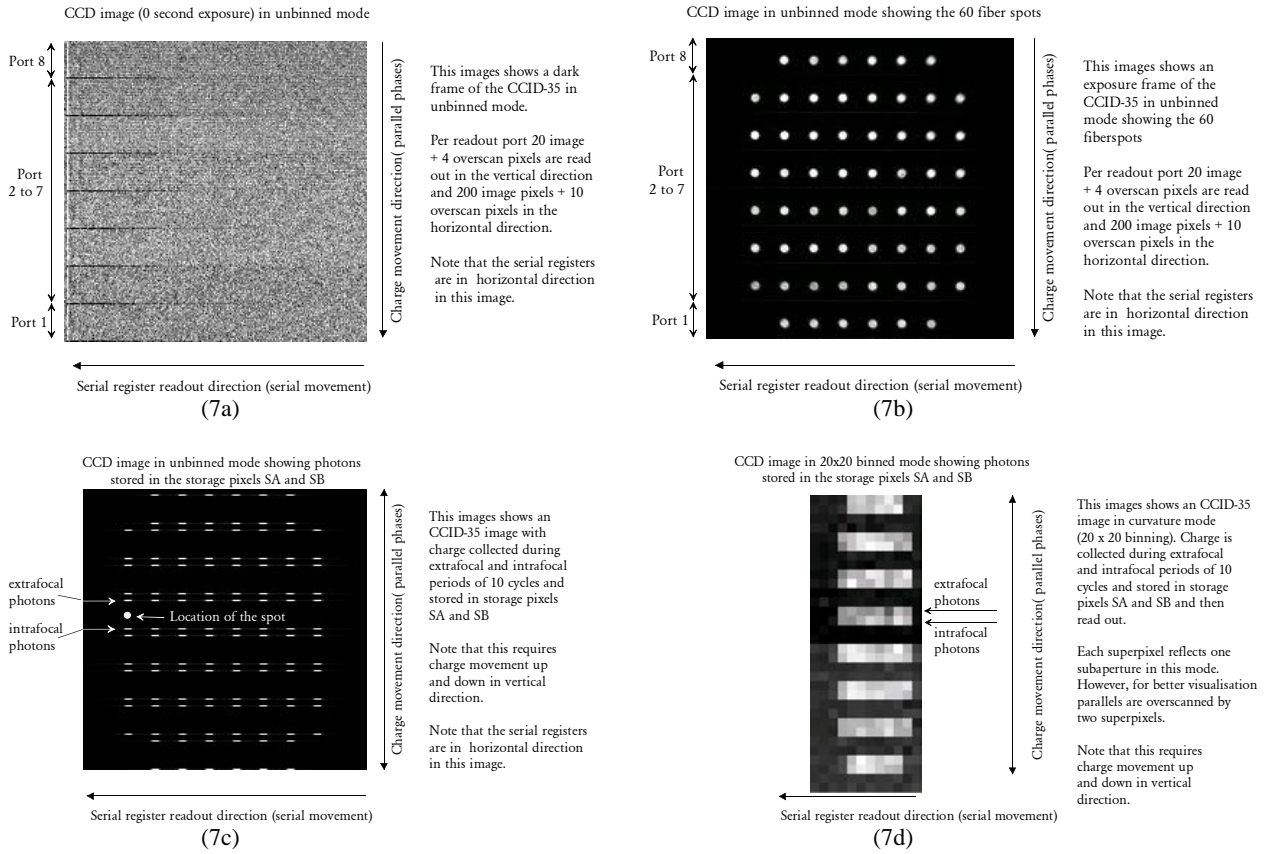 CCD image (0 second exposure) in unbinned mode
Port 8
Port
2 to 7
Port 1
Charge movement direction( parallel phases)
This images shows a dark
frame of the CCID-35 in
unbinned mode.
Per readout port 20 image
+ 4 overscan pixels are read
out in the vertical direction
and 200 image pixels + 10
overscan pixels in the
horizontal direction.
Note that the serial registers
are in horizontal direction
in this image.
Serial register readout direction (serial movement)
(7a)
CCD image in unbinned mode showing the 60 fiber spots
Port 8
Port
2 to 7
Port 1
Charge movement direction( parallel phases)
This images shows an
exposure frame of the
CCID-35 in unbinned
mode showing the 60
fiberspots
Per readout port 20 image
+ 4 overscan pixels are read
out in the vertical direction
and 200 image pixels + 10
overscan pixels in the
horizontal direction.
Note that the serial registers
are in horizontal direction
in this image.
Serial register readout direction (serial movement)
(7b)
CCD image in unbinned mode showing photons
stored in the storage pixels SA and SB
extrafocal
photons
intrafocal
photons
Location of the spot
Charge movement direction( parallel phases)
This images shows an
CCID-35 image with
charge collected during
extrafocal and intrafocal
periods of 10 cycles and
stored in storage pixels
SA and SB
Note that this requires
charge movement up
and down in vertical
direction.
Note that the serial registers
are in horizontal direction
in this image.
Serial register readout direction (serial movement)
(7c)
CCD image in 20x20 binned mode showing photons
stored in the storage pixels SA and SB
extrafocal
photons
intrafocal
photons
Charge movement direction( parallel phases)
This images shows an CCID-35
image in curvature mode
(20 x 20 binning). Charge is
collected during extrafocal
and intrafocal periods of 10
cycles and stored in storage
pixels SA and SB and then
read out.
Each superpixel reflects one
subaperture in this mode.
However, for better visualisation
parallels are overscanned by
two superpixels.
Note that this requires
charge movement up
and down in vertical
direction.
Serial register readout direction (serial movement)
(7d)